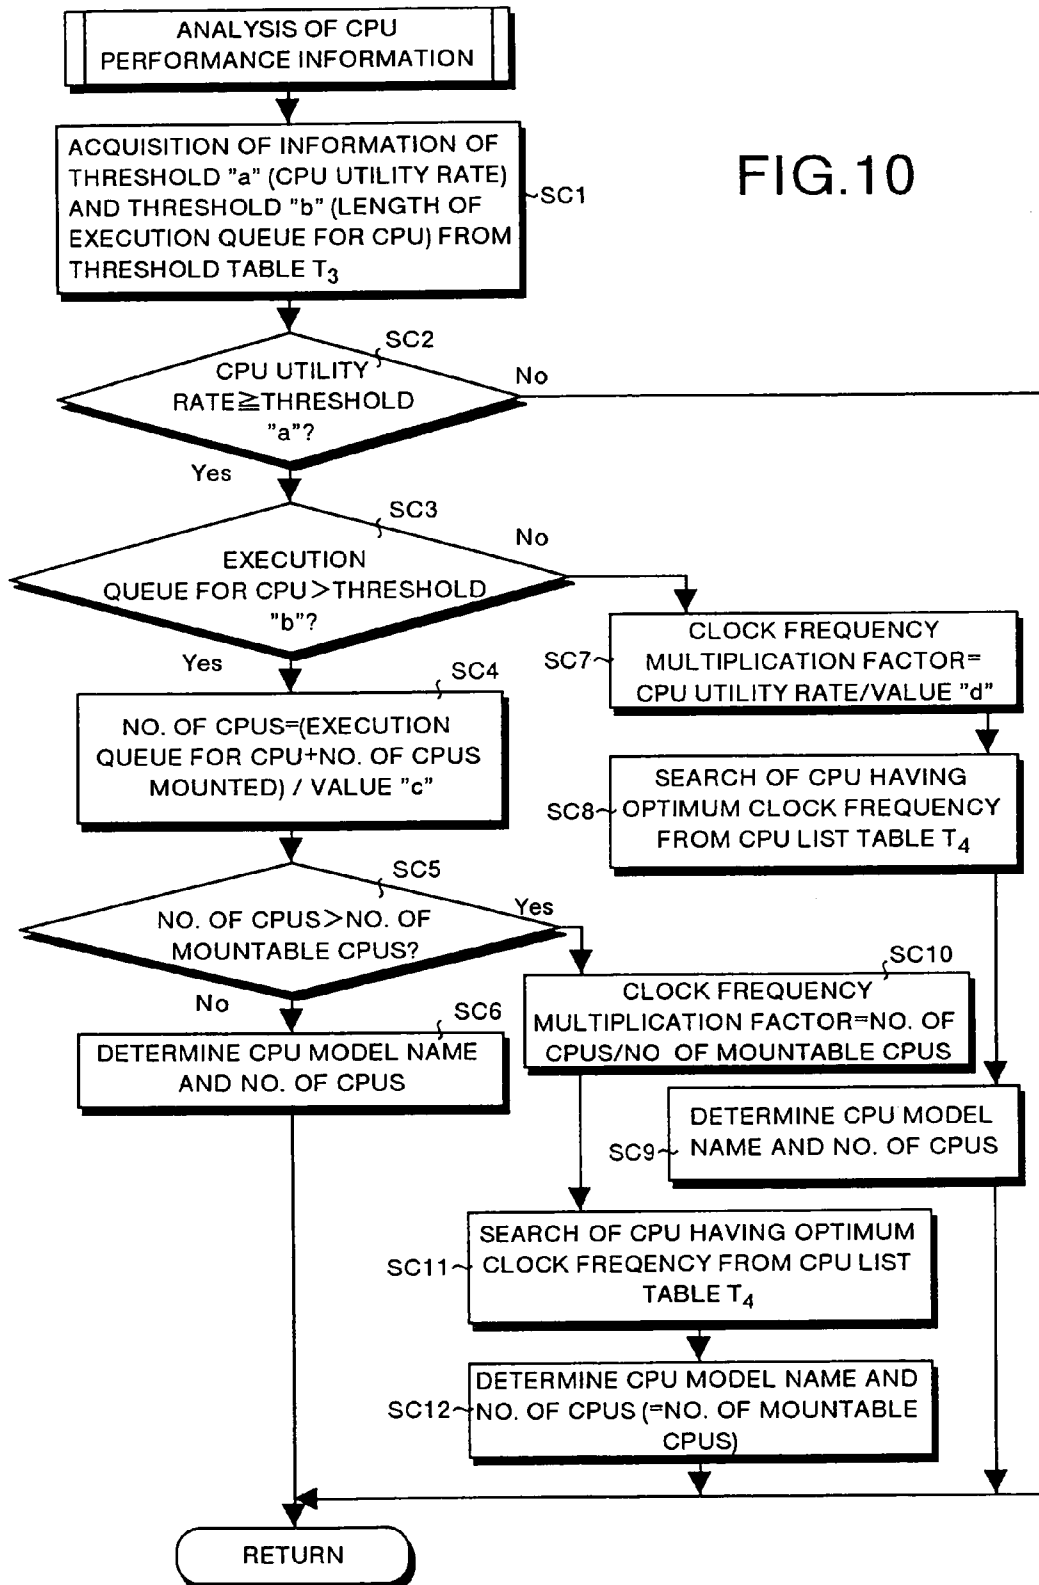 ANALYSIS OF CPU
PERFORMANCE INFORMATION
FIG.10
ACQUISITION OF INFORMATION OF
THRESHOLD "a" (CPU UTILITY RATE)
AND THRESHOLD "b" (LENGTH OF
EXECUTION QUEUE FOR CPU) FROM
THRESHOLD TABLE T3
SC1
SC2
CPU UTILITY
RATE≧THRESHOLD
"a"?
No
Yes
SC3
EXECUTION
QUEUE FOR CPU>THRESHOLD
"b"?
No
Yes
SC4
NO. OF CPUS=(EXECUTION
QUEUE FOR CPU+NO. OF CPUS
MOUNTED) / VALUE "c"
SC7
CLOCK FREQUENCY
MULTIPLICATION FACTOR=
CPU UTILITY RATE/VALUE "d"
SC8
SEARCH OF CPU HAVING
OPTIMUM CLOCK FREQUENCY
FROM CPU LIST TABLE T4
SC5
NO. OF CPUS>NO. OF
MOUNTABLE CPUS?
Yes
No
SC6
DETERMINE CPU MODEL NAME
AND NO. OF CPUS
SC10
CLOCK FREQUENCY
MULTIPLICATION FACTOR=NO. OF
CPUS/NO OF MOUNTABLE CPUS
SC9
DETERMINE CPU MODEL
NAME AND NO. OF CPUS
SC11
SEARCH OF CPU HAVING OPTIMUM
CLOCK FREQENCY FROM CPU LIST
TABLE T4
SC12
DETERMINE CPU MODEL NAME AND
NO. OF CPUS (=NO. OF MOUNTABLE
CPUS)
RETURN